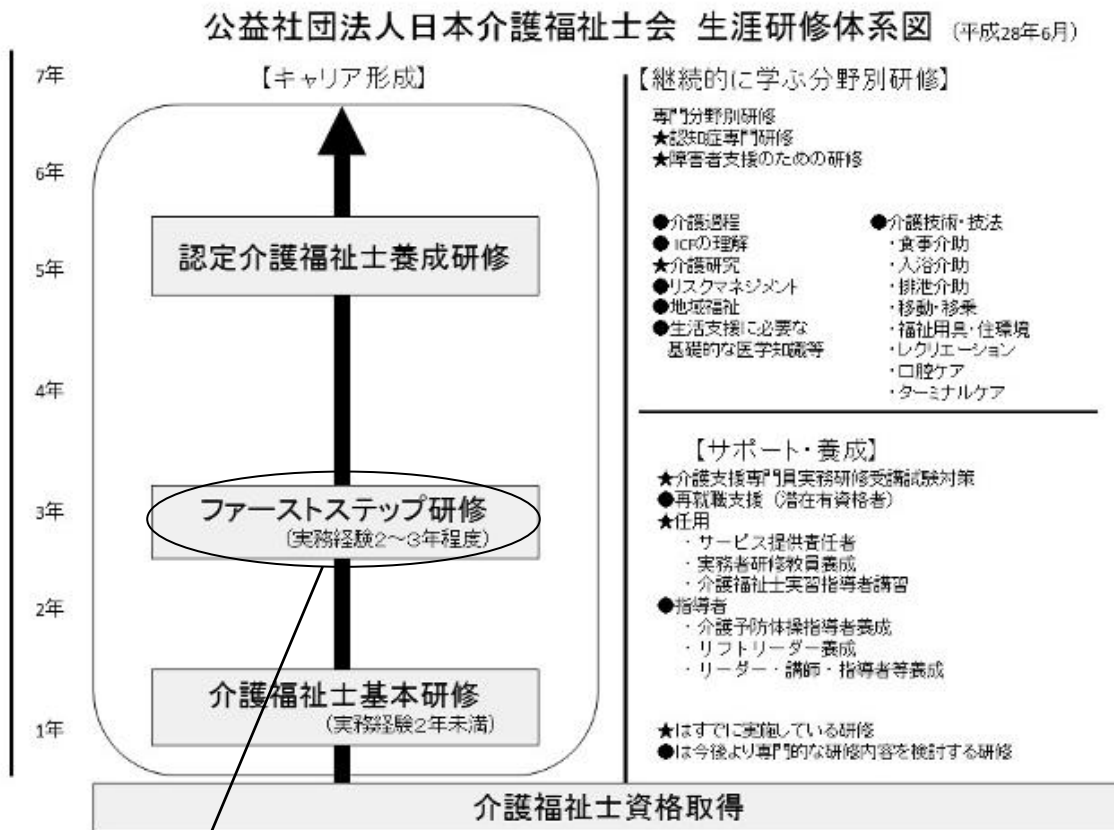 公益社団法人日本介護福祉士会 生涯研修体系図 (平成28年6月)
7年
6年
5年
4年
3年
2年
1年
【キャリア形成】
認定介護福祉士養成研修
ファーストステップ研修
(実務経験2～3年程度)
介護福祉士基本研修
(実務経験2年未満)
【継続的に学ぶ分野別研修】
専門分野別研修
★認知症専門研修
★障害者支援のための研修
●介護過程
●ICFの理解
★介護研究
●リスクマネジメント
●地域福祉
●生活支援に必要な
基礎的な医学知識等
●介護技術・技法
・食事介助
・入浴介助
・排泄介助
・移動・移乗
・福祉用具・住環境
・レクリエーション
・口腔ケア
・ターミナルケア
【サポート・養成】
★介護支援専門員実務研修受講試験対策
●再就職支援（潜在有資格者）
★任用
・サービス提供責任者
・実務者研修教員養成
・介護福祉士実習指導者講習
●指導者
・介護予防体操指導者養成
・リフトリーダー養成
・リーダー・講師・指導者等養成
★はすでに実施している研修
●は今後より専門的な研修内容を検討する研修
介護福祉士資格取得